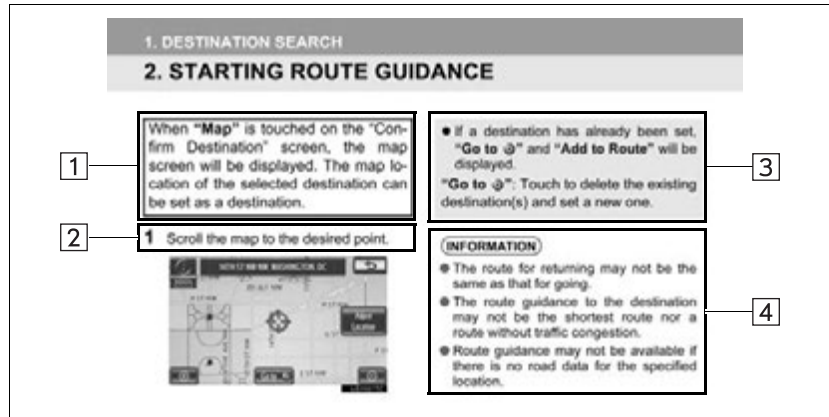 1. DESTINATION SEARCH
2. STARTING ROUTE GUIDANCE
1
When "Map" is touched on the "Con-
firm Destination" screen, the map
screen will be displayed. The map lo-
cation of the selected destination can
be set as a destination.
2
1 Scroll the map to the desired point.
3
● If a destination has already been set,
"Go to" and "Add to Route" will be
displayed.
"Go to": Touch to delete the existing
destination(s) and set a new one.
4
INFORMATION
● The route for returning may not be the
same as that for going.
● The route guidance to the destination
may not be the shortest route nor a
route without traffic congestion.
● Route guidance may not be available if
there is no road data for the specified
location.